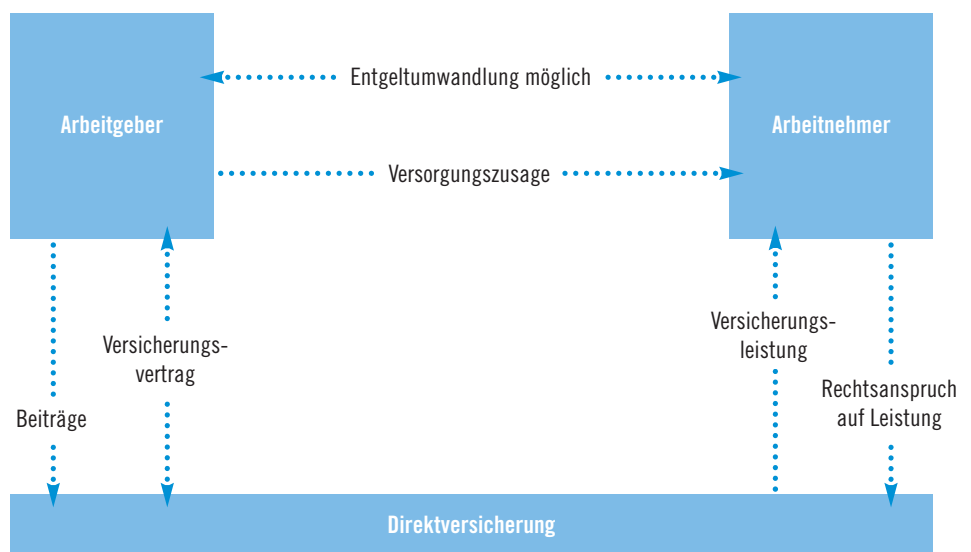 Entgeltumwandlung möglich
Arbeitgeber
Arbeitnehmer
Versorgungszusage
Versicherungs-
vertrag
Beiträge
Versicherungs-
leistung
Rechtsanspruch
auf Leistung
Direktversicherung